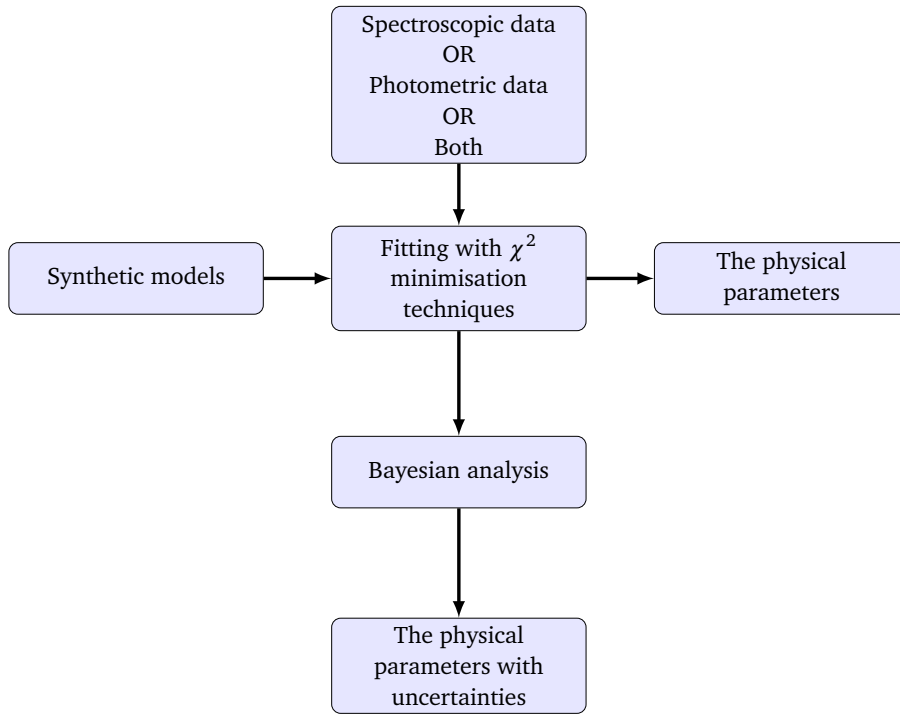 Spectroscopic data
OR
Photometric data
OR
Both
Synthetic models
Fitting with χ²
minimisation
techniques
The physical
parameters
Bayesian analysis
The physical
parameters with
uncertainties